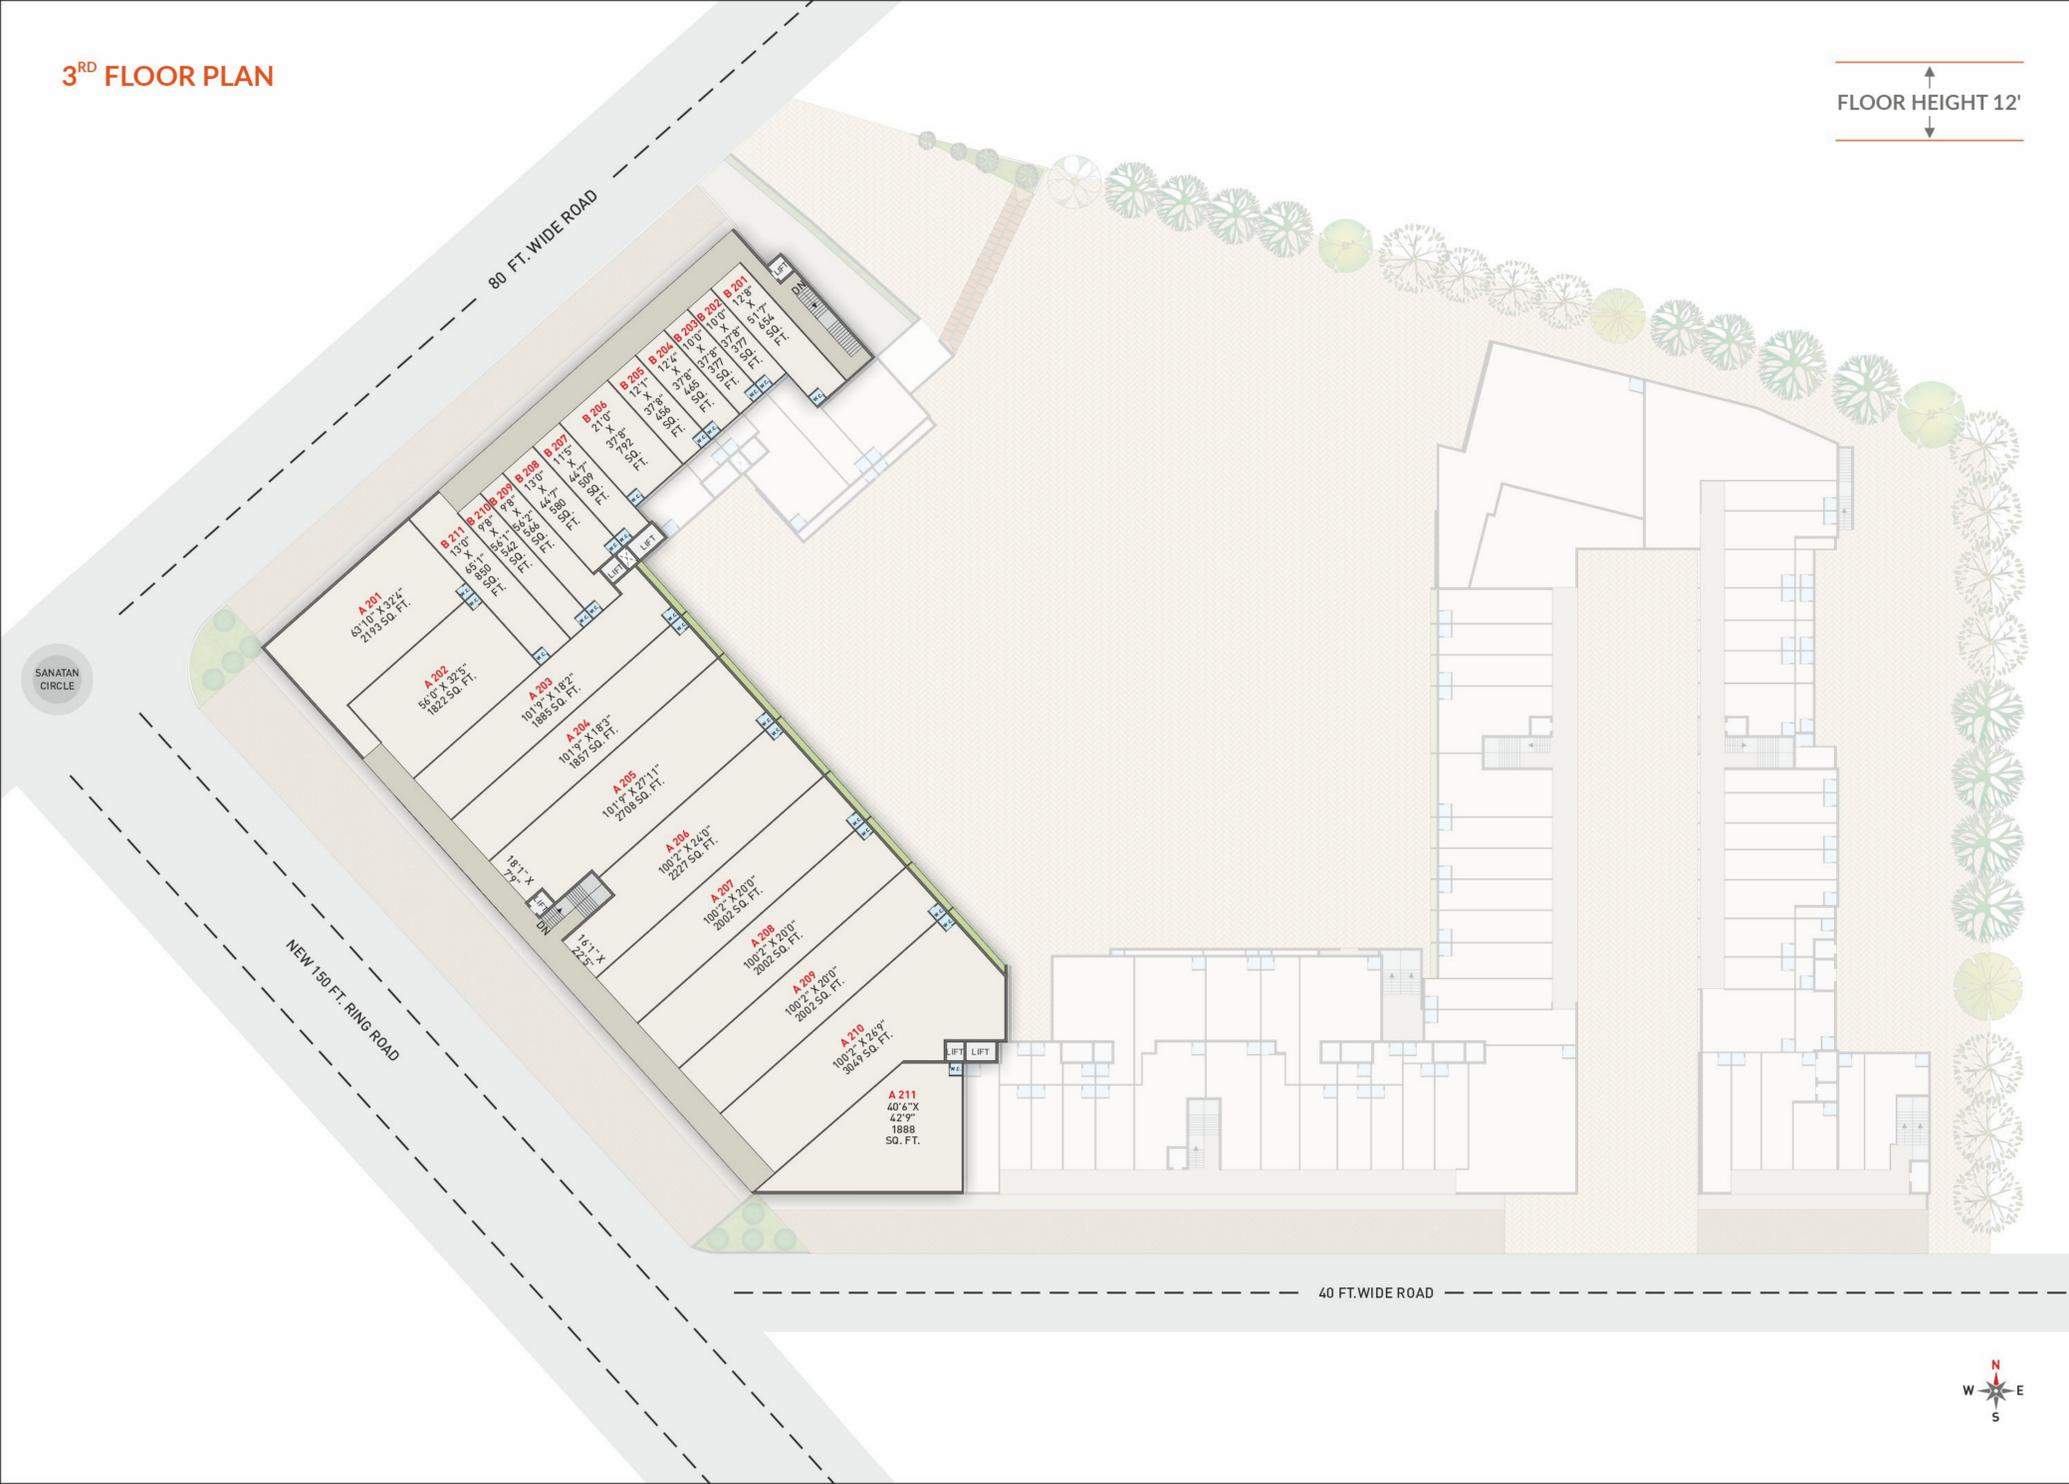 3RD FLOOR PLAN
FLOOR HEIGHT 12'
80 FT. WIDE ROAD
LIFT
DN
B 201
12'8"
X
51'7"
654
SQ.
FT.
B 202
10'0"
X
37'8"
377
SQ.
FT.
B 203
10'0"
X
37'8"
377
SQ.
FT.
B 204
12'4"
X
37'8"
465
SQ.
FT.
B 205
12'1"
X
37'8"
456
SQ.
FT.
B 206
21'0"
X
37'8"
792
SQ.
FT.
B 207
11'5"
X
44'7"
509
SQ.
FT.
B 208
13'0"
X
44'7"
580
SQ.
FT.
B 209
9'8"
X
56'2"
566
SQ.
FT.
B 210
9'8"
X
56'1"
542
SQ.
FT.
B 211
13'0"
X
65'1"
850
SQ.
FT.
W.C.
W.C.
W.C.
W.C.
W.C.
W.C.
W.C.
W.C.
W.C.
W.C.
W.C.
LIFT
LIFT
A 201
63'10" X 32'4"
2193 SQ. FT.
W.C.
W.C.
A 202
56'0" X 32'5"
1822 SQ. FT.
A 203
101'9" X 18'2"
1885 SQ. FT.
W.C.
W.C.
A 204
101'9" X 18'3"
1857 SQ. FT.
A 205
101'9" X 27'11"
2708 SQ. FT.
W.C.
W.C.
18'1" X
7'9"
LIFT
DN
A 206
100'2" X 24'0"
2227 SQ. FT.
16'1" X
22'5"
A 207
100'2" X 20'0"
2002 SQ. FT.
W.C.
W.C.
A 208
100'2" X 20'0"
2002 SQ. FT.
A 209
100'2" X 20'0"
2002 SQ. FT.
W.C.
W.C.
A 210
100'2" X 26'9"
3049 SQ. FT.
LIFT
LIFT
W.C.
A 211
40'6"X
42'9"
1888
SQ. FT.
SANATAN
CIRCLE
NEW 150 FT. RING ROAD
40 FT.WIDE ROAD
N
W
E
S